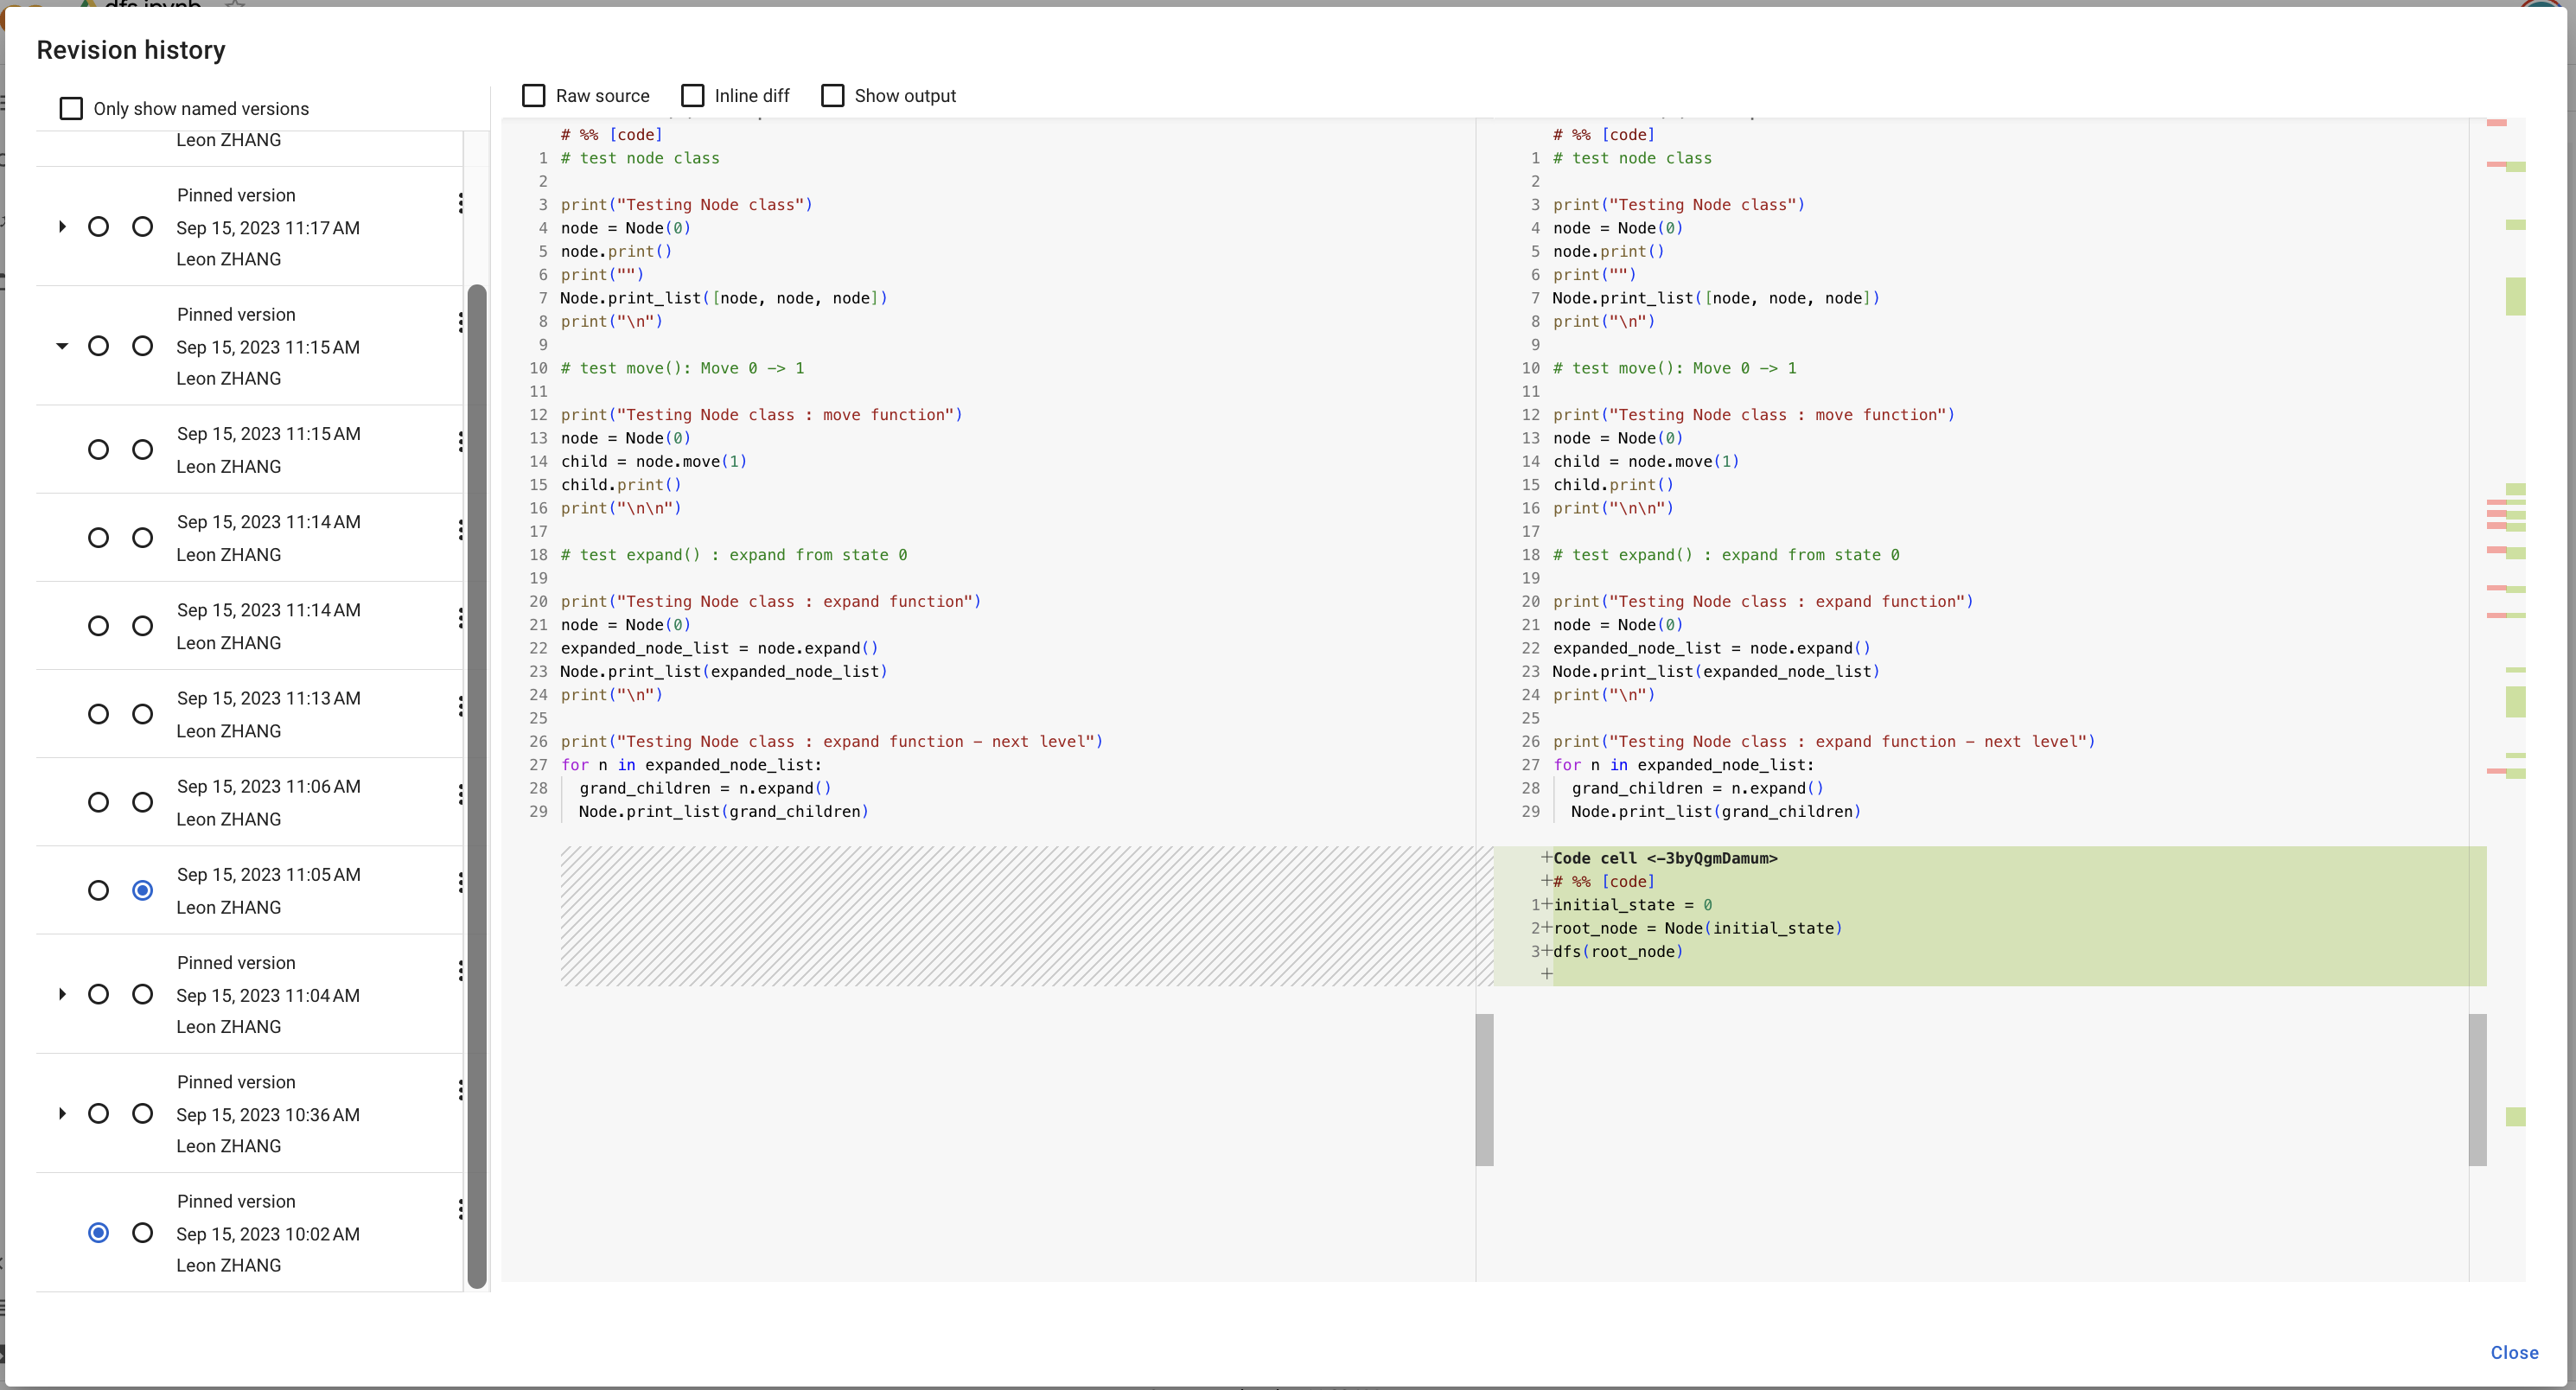 dfs.ipynb
Revision history
Only show named versions
Leon ZHANG
Pinned version
Sep 15, 2023 11:17 AM
Leon ZHANG
Pinned version
Sep 15, 2023 11:15 AM
Leon ZHANG
Sep 15, 2023 11:15 AM
Leon ZHANG
Sep 15, 2023 11:14 AM
Leon ZHANG
Sep 15, 2023 11:14 AM
Leon ZHANG
Sep 15, 2023 11:13 AM
Leon ZHANG
Sep 15, 2023 11:06 AM
Leon ZHANG
Sep 15, 2023 11:05 AM
Leon ZHANG
Pinned version
Sep 15, 2023 11:04 AM
Leon ZHANG
Pinned version
Sep 15, 2023 10:36 AM
Leon ZHANG
Pinned version
Sep 15, 2023 10:02 AM
Leon ZHANG
Raw source Inline diff Show output
# %% [code]
1 # test node class
2
3 print("Testing Node class")
4 node = Node(0)
5 node.print()
6 print("")
7 Node.print_list([node, node, node])
8 print("\n")
9
10 # test move(): Move 0 -> 1
11
12 print("Testing Node class : move function")
13 node = Node(0)
14 child = node.move(1)
15 child.print()
16 print("\n\n")
17
18 # test expand() : expand from state 0
19
20 print("Testing Node class : expand function")
21 node = Node(0)
22 expanded_node_list = node.expand()
23 Node.print_list(expanded_node_list)
24 print("\n")
25
26 print("Testing Node class : expand function - next level")
27 for n in expanded_node_list:
28 grand_children = n.expand()
29 Node.print_list(grand_children)
# %% [code]
1 # test node class
2
3 print("Testing Node class")
4 node = Node(0)
5 node.print()
6 print("")
7 Node.print_list([node, node, node])
8 print("\n")
9
10 # test move(): Move 0 -> 1
11
12 print("Testing Node class : move function")
13 node = Node(0)
14 child = node.move(1)
15 child.print()
16 print("\n\n")
17
18 # test expand() : expand from state 0
19
20 print("Testing Node class : expand function")
21 node = Node(0)
22 expanded_node_list = node.expand()
23 Node.print_list(expanded_node_list)
24 print("\n")
25
26 print("Testing Node class : expand function - next level")
27 for n in expanded_node_list:
28 grand_children = n.expand()
29 Node.print_list(grand_children)
+Code cell <-3byQgmDamum>
+# %% [code]
1+initial_state = 0
2+root_node = Node(initial_state)
3+dfs(root_node)
+
Close